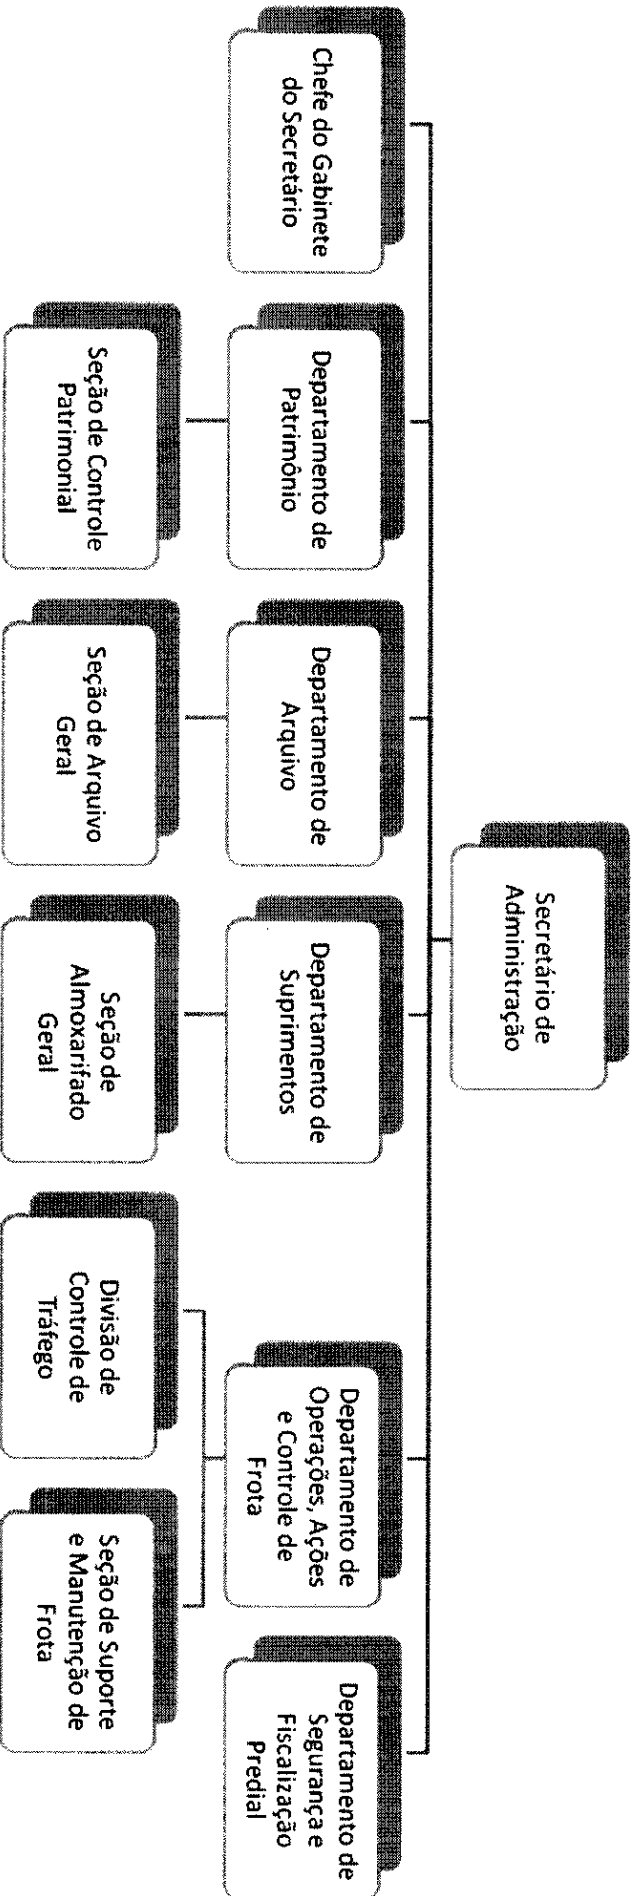 Secretário de
Administração
Chefe do Gabinete
do Secretário
Departamento de
Patrimônio
Departamento de
Arquivo
Departamento de
Suprimentos
Departamento de
Operações, Ações
e Controle de
Frota
Departamento de
Segurança e
Fiscalização
Predial
Seção de Controle
Patrimonial
Seção de Arquivo
Geral
Seção de
Almoxarifado
Geral
Divisão de
Controle de
Tráfego
Seção de Suporte
e Manutenção de
Frota